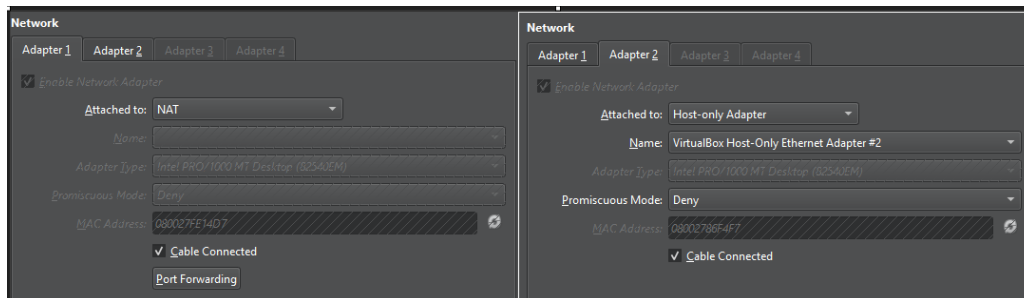 Network
Adapter 1 Adapter 2 Adapter 3 Adapter 4
Enable Network Adapter
Attached to: NAT
Name:
Adapter Type: Intel PRO/1000 MT Desktop (82540EM)
Promiscuous Mode: Deny
MAC Address: 080027FE14D7
Cable Connected
Port Forwarding
Network
Adapter 1 Adapter 2 Adapter 3 Adapter 4
Enable Network Adapter
Attached to: Host-only Adapter
Name: VirtualBox Host-Only Ethernet Adapter #2
Adapter Type: Intel PRO/1000 MT Desktop (82540EM)
Promiscuous Mode: Deny
MAC Address: 08002786F4F7
Cable Connected